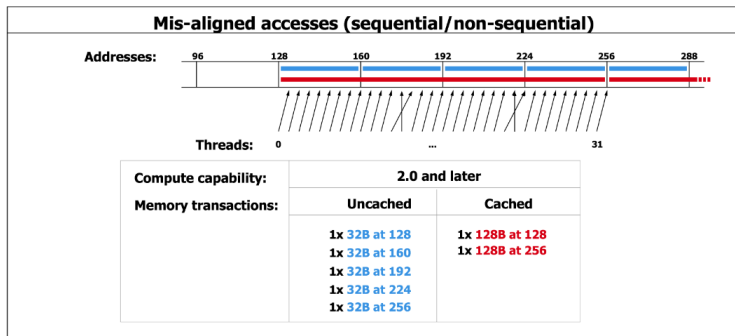 Mis-aligned accesses (sequential/non-sequential)
Addresses: 96 128 160 192 224 256 288
Threads: 0 ... 31
Compute capability: 2.0 and later
Memory transactions: Uncached Cached
1x 32B at 128 1x 128B at 128
1x 32B at 160 1x 128B at 256
1x 32B at 192
1x 32B at 224
1x 32B at 256